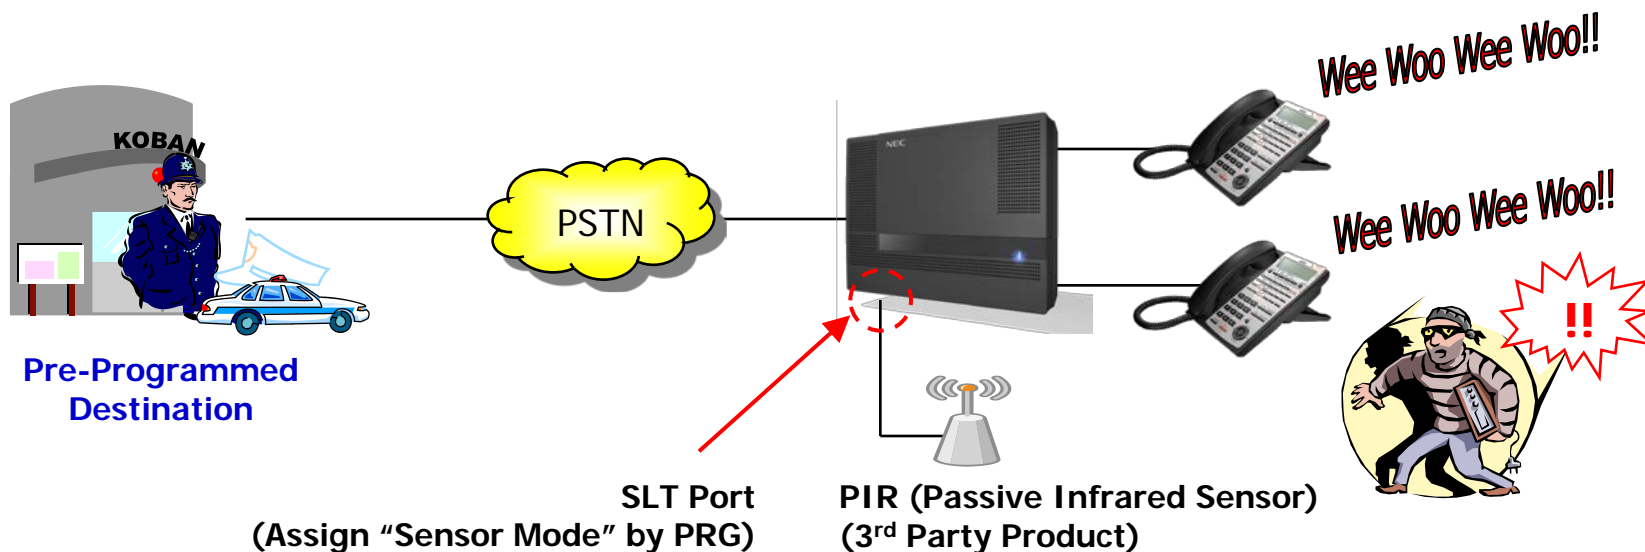 Wee Woo Wee Woo!!
KOBAN
NEC
PSTN
Wee Woo Wee Woo!!
!!
Pre-Programmed
Destination
SLT Port
(Assign “Sensor Mode” by PRG)
PIR (Passive Infrared Sensor)
(3rd Party Product)